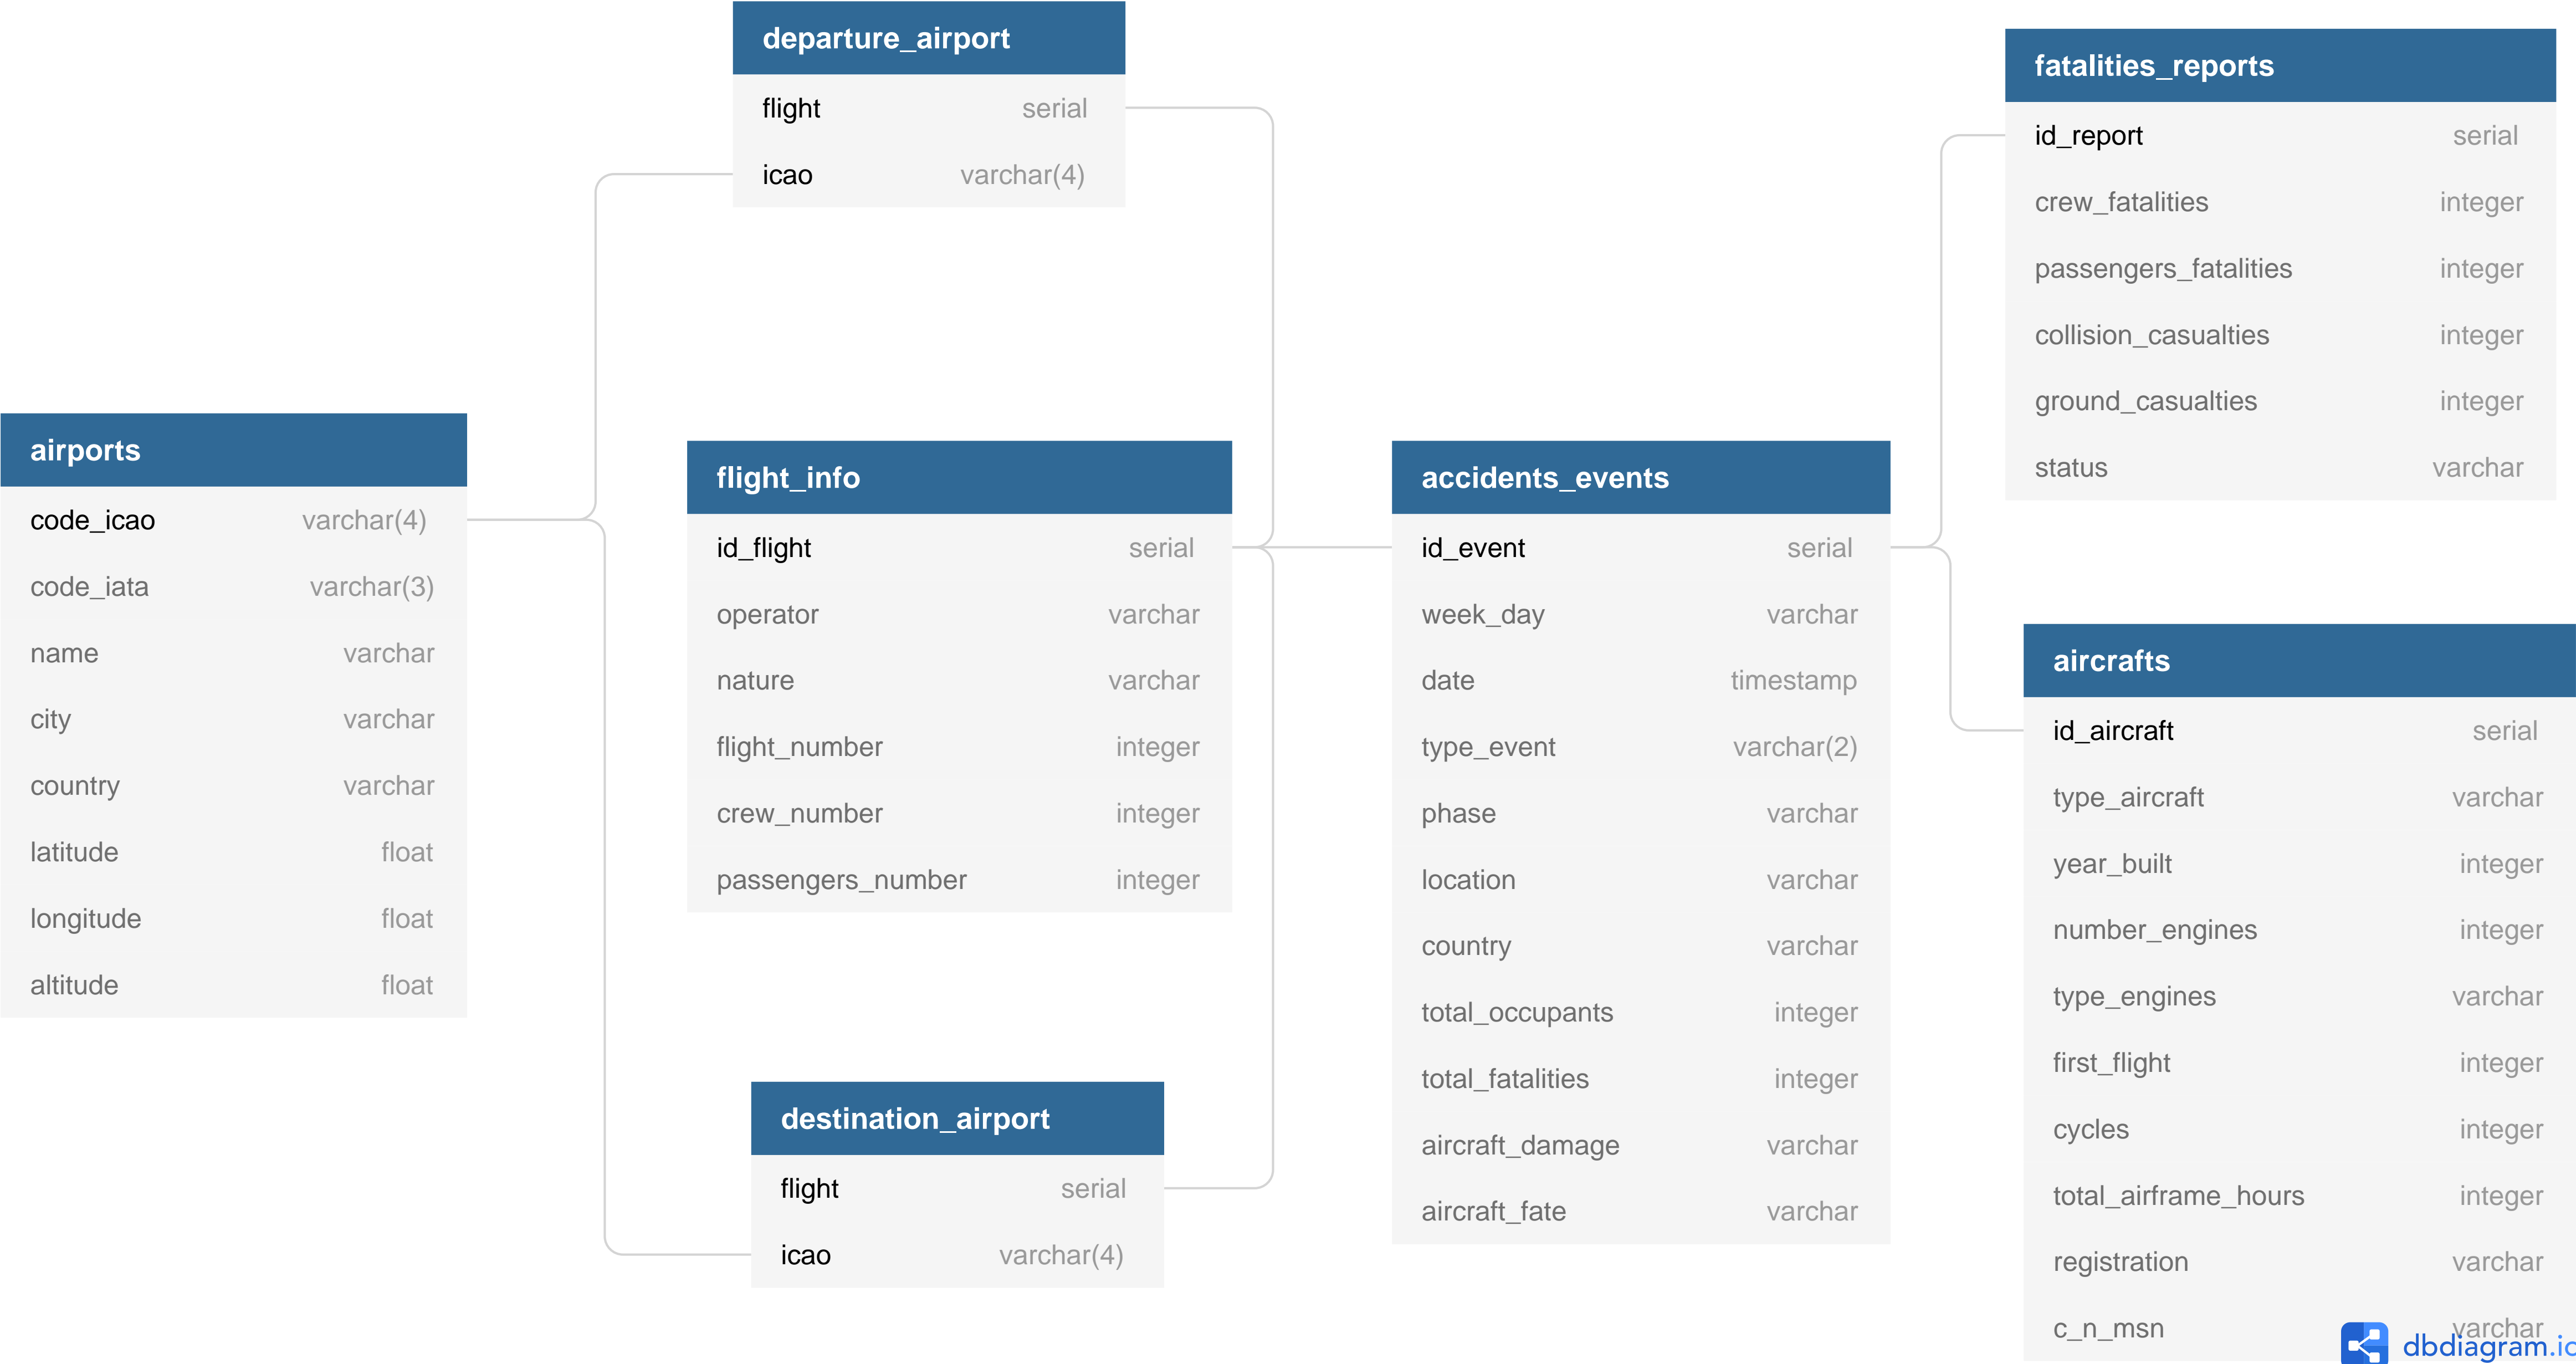 departure_airport
flight serial
icao varchar(4)
fatalities_reports
id_report serial
crew_fatalities integer
passengers_fatalities integer
collision_casualties integer
ground_casualties integer
status varchar
airports
code_icao varchar(4)
code_iata varchar(3)
name varchar
city varchar
country varchar
latitude float
longitude float
altitude float
flight_info
id_flight serial
operator varchar
nature varchar
flight_number integer
crew_number integer
passengers_number integer
accidents_events
id_event serial
week_day varchar
date timestamp
type_event varchar(2)
phase varchar
location varchar
country varchar
total_occupants integer
total_fatalities integer
aircraft_damage varchar
aircraft_fate varchar
aircrafts
id_aircraft serial
type_aircraft varchar
year_built integer
number_engines integer
type_engines varchar
first_flight integer
cycles integer
total_airframe_hours integer
registration varchar
c_n_msn varchar
destination_airport
flight serial
icao varchar(4)
dbdiagram.io